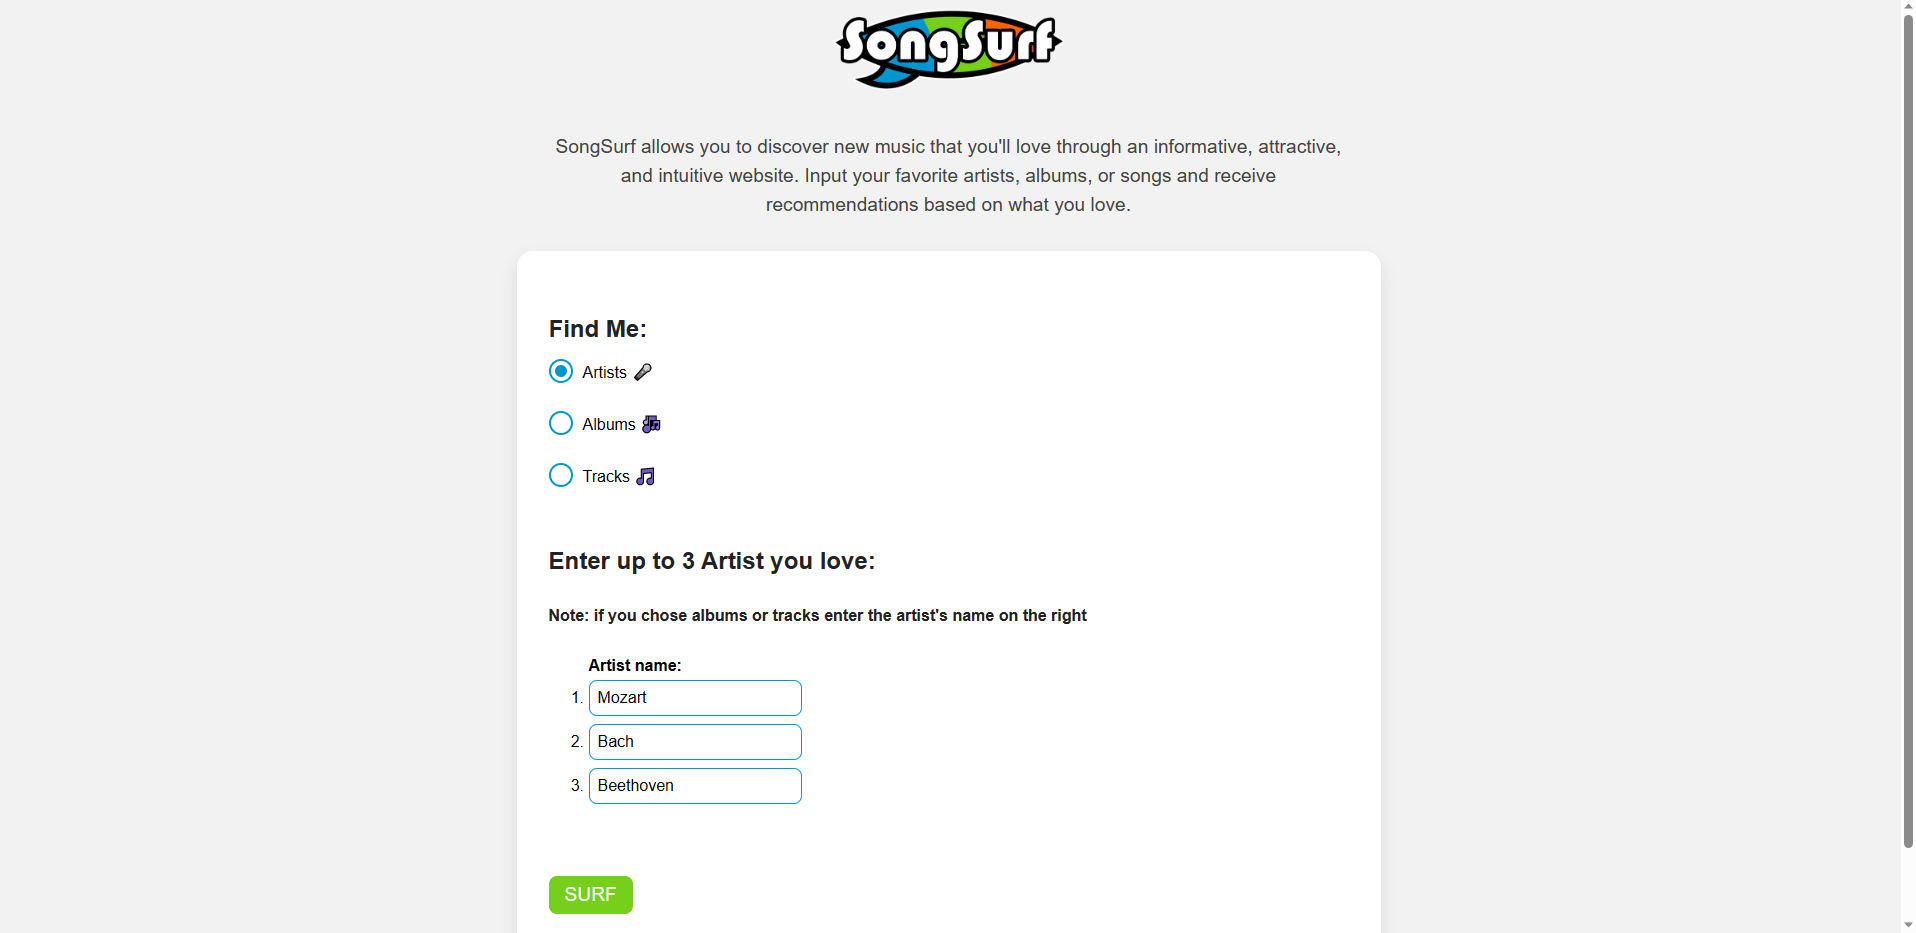 SongSurf
SongSurf allows you to discover new music that you'll love through an informative, attractive,
and intuitive website. Input your favorite artists, albums, or songs and receive
recommendations based on what you love.
Find Me:
Artists
Albums
Tracks
Enter up to 3 Artist you love:
Note: if you chose albums or tracks enter the artist's name on the right
Artist name:
1. Mozart
2. Bach
3. Beethoven
SURF